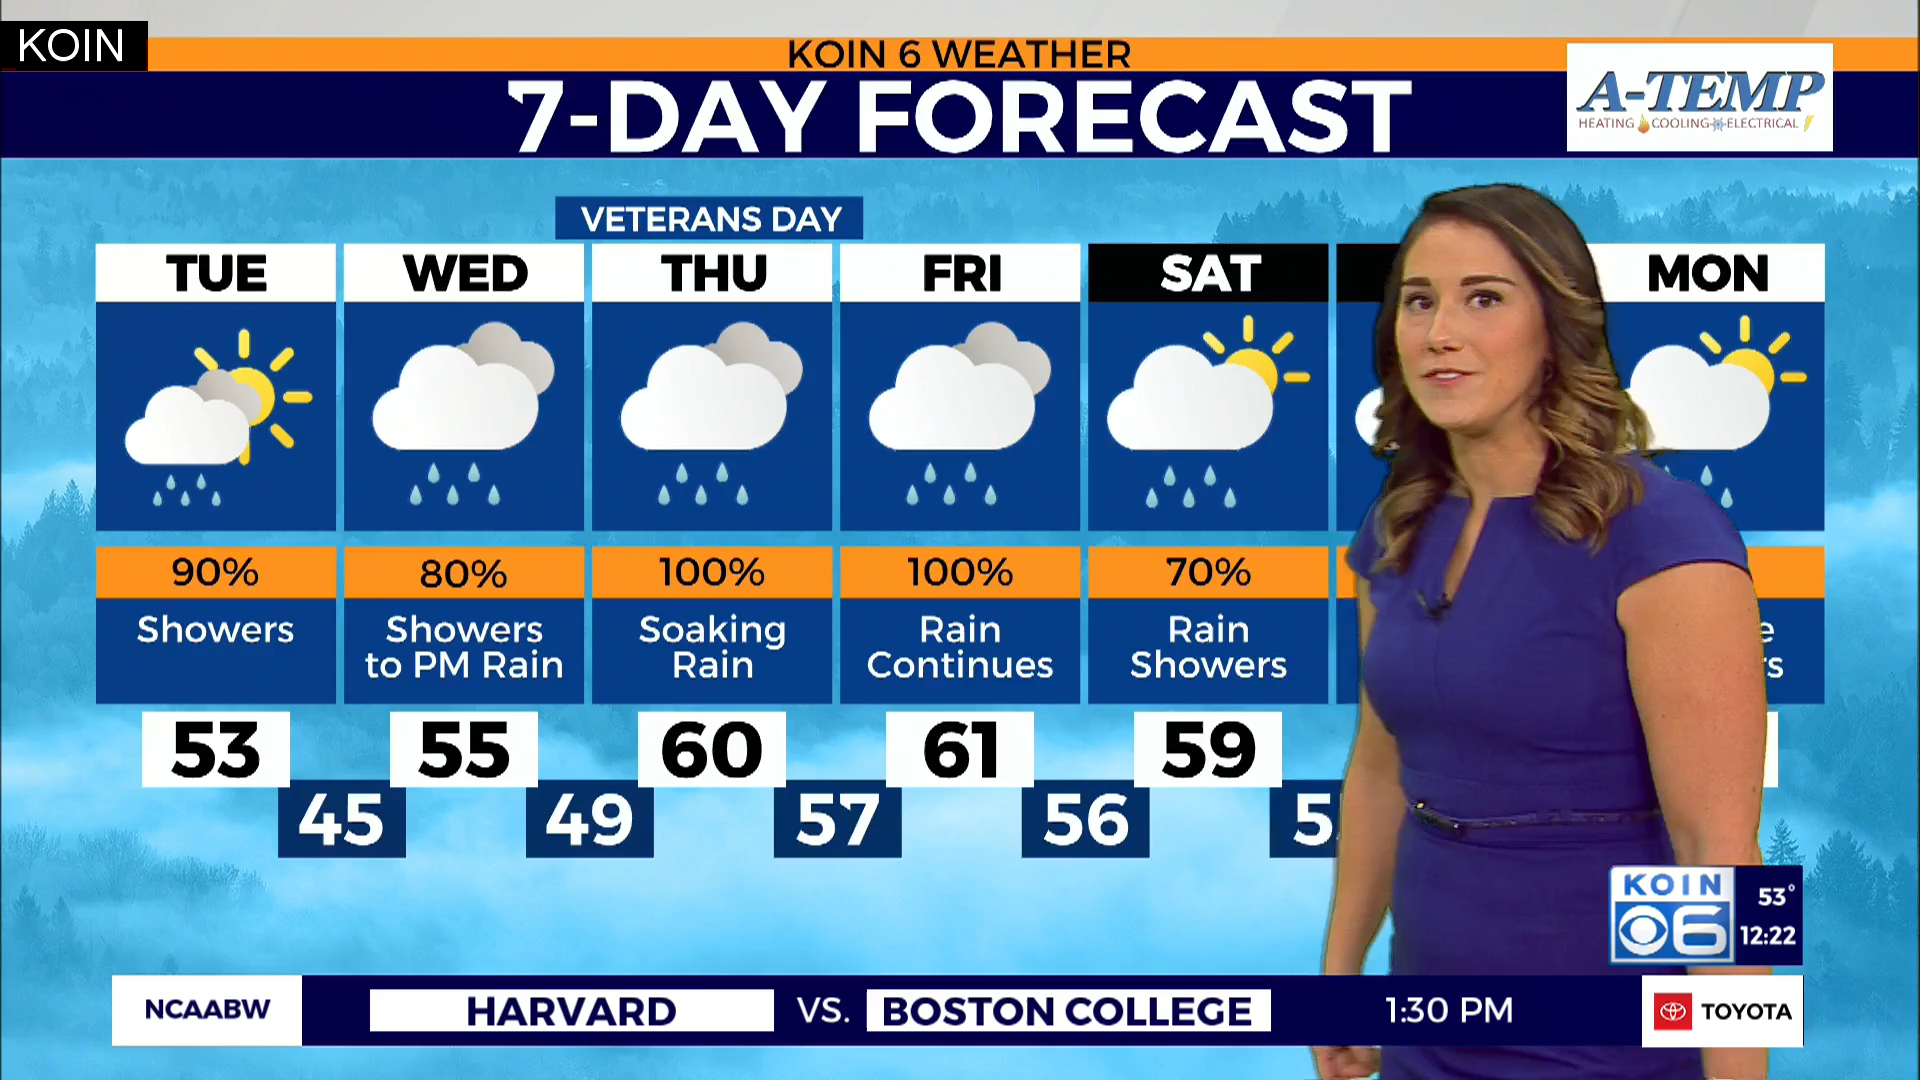 KOIN
KOIN 6 WEATHER
7-DAY FORECAST
A-TEMP
HEATING COOLING ELECTRICAL
VETERANS DAY
TUE WED THU FRI SAT MON
90% 80% 100% 100% 70%
Showers
Showers
to PM Rain
Soaking
Rain
Rain
Continues
Rain
Showers
53 55 60 61 59
45 49 57 56
KOIN
6
53°
12:22
NCAABW HARVARD VS. BOSTON COLLEGE 1:30 PM TOYOTA